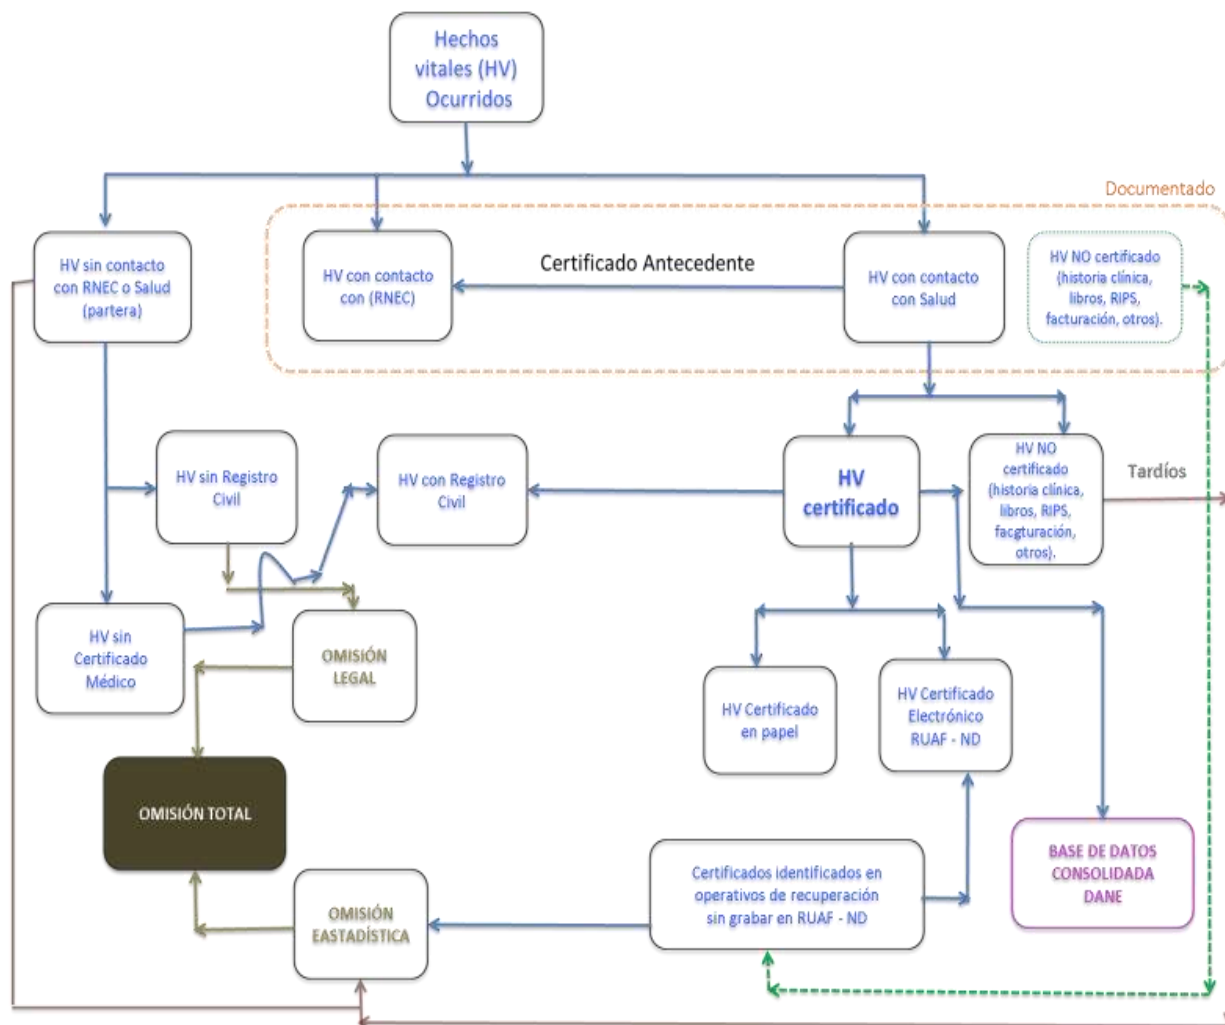 Hechos
vitales (HV)
Ocurridos
Documentado
HV sin contacto
con RNEC o Salud
(partera)
HV con contacto
con (RNEC)
Certificado Antecedente
HV con contacto
con Salud
HV NO certificado
(historia clínica,
libros, RIPS,
facturación, otros).
HV sin Registro
Civil
HV con Registro
Civil
HV
certificado
HV NO
certificado
(historia clínica,
libros, RIPS,
facgturación,
otros).
Tardíos
HV sin
Certificado
Médico
OMISIÓN
LEGAL
HV Certificado
en papel
HV Certificado
Electrónico
RUAF - ND
OMISIÓN TOTAL
Certificados identificados en
operativos de recuperación
sin grabar en RUAF - ND
BASE DE DATOS
CONSOLIDADA
DANE
OMISIÓN
EASTADÍSTICA